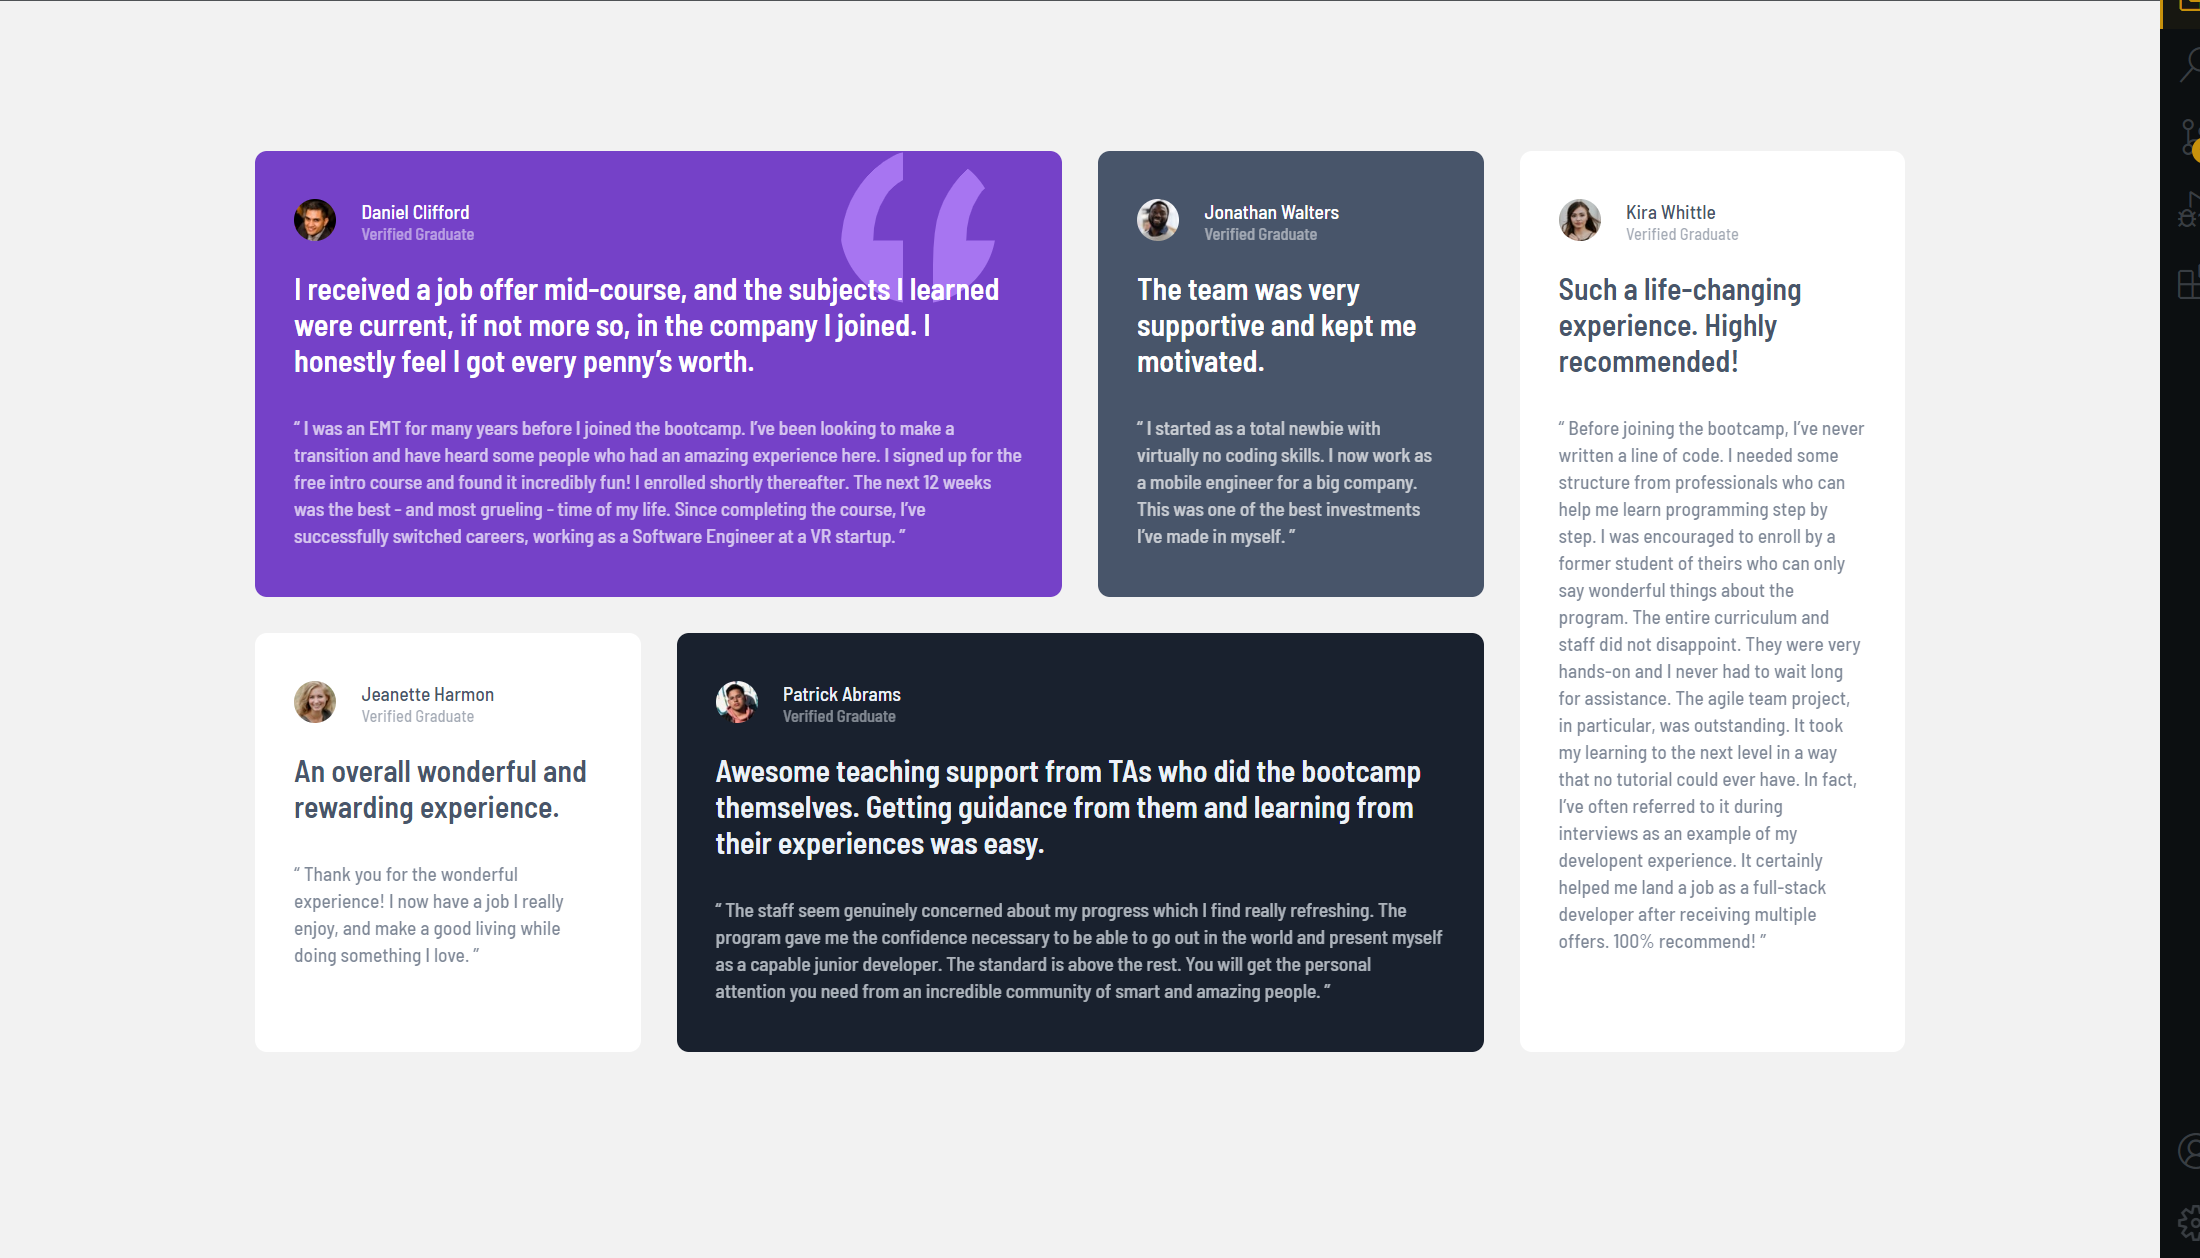 Daniel Clifford
Verified Graduate
I received a job offer mid-course, and the subjects I learned
were current, if not more so, in the company I joined. I
honestly feel I got every penny’s worth.
“ I was an EMT for many years before I joined the bootcamp. I’ve been looking to make a
transition and have heard some people who had an amazing experience here. I signed up for the
free intro course and found it incredibly fun! I enrolled shortly thereafter. The next 12 weeks
was the best - and most grueling - time of my life. Since completing the course, I’ve
successfully switched careers, working as a Software Engineer at a VR startup. ”
Jonathan Walters
Verified Graduate
The team was very
supportive and kept me
motivated.
“ I started as a total newbie with
virtually no coding skills. I now work as
a mobile engineer for a big company.
This was one of the best investments
I’ve made in myself. ”
Kira Whittle
Verified Graduate
Such a life-changing
experience. Highly
recommended!
“ Before joining the bootcamp, I’ve never
written a line of code. I needed some
structure from professionals who can
help me learn programming step by
step. I was encouraged to enroll by a
former student of theirs who can only
say wonderful things about the
program. The entire curriculum and
staff did not disappoint. They were very
hands-on and I never had to wait long
for assistance. The agile team project,
in particular, was outstanding. It took
my learning to the next level in a way
that no tutorial could ever have. In fact,
I’ve often referred to it during
interviews as an example of my
developent experience. It certainly
helped me land a job as a full-stack
developer after receiving multiple
offers. 100% recommend! ”
Jeanette Harmon
Verified Graduate
An overall wonderful and
rewarding experience.
“ Thank you for the wonderful
experience! I now have a job I really
enjoy, and make a good living while
doing something I love. ”
Patrick Abrams
Verified Graduate
Awesome teaching support from TAs who did the bootcamp
themselves. Getting guidance from them and learning from
their experiences was easy.
“ The staff seem genuinely concerned about my progress which I find really refreshing. The
program gave me the confidence necessary to be able to go out in the world and present myself
as a capable junior developer. The standard is above the rest. You will get the personal
attention you need from an incredible community of smart and amazing people. ”